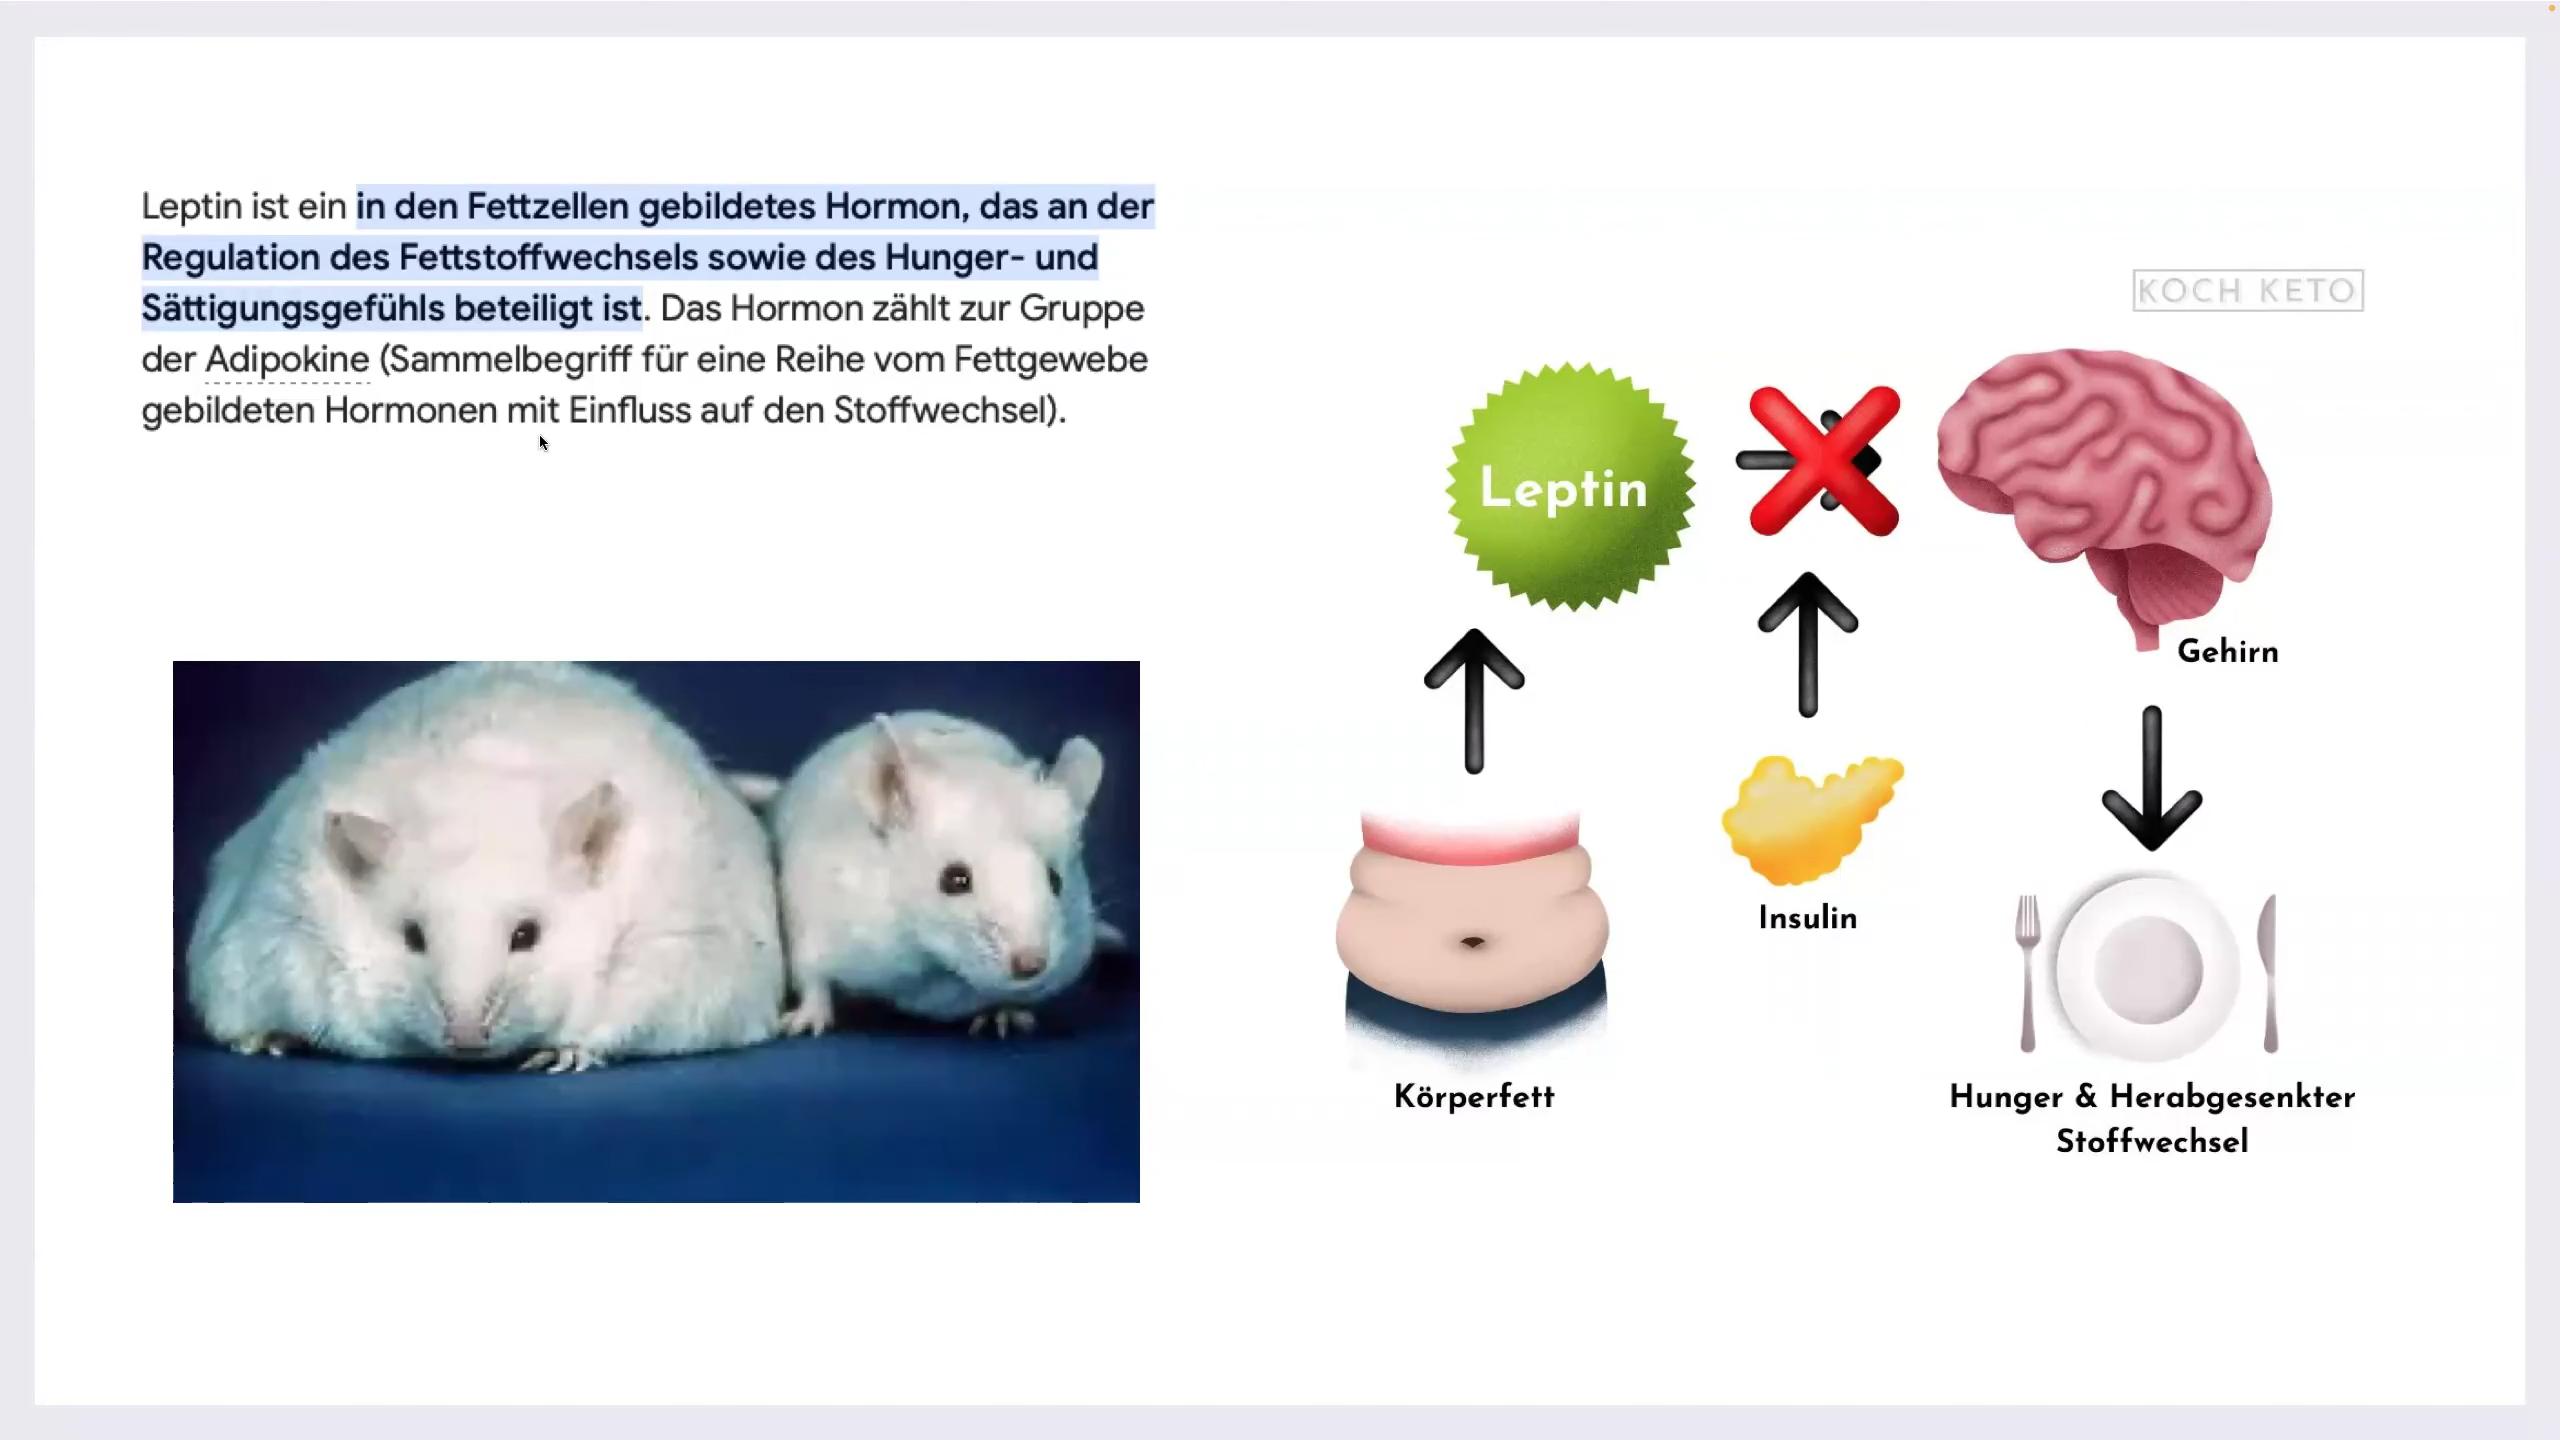 Leptin ist ein in den Fettzellen gebildetes Hormon, das an der
Regulation des Fettstoffwechsels sowie des Hunger- und
Sättigungsgefühls beteiligt ist. Das Hormon zählt zur Gruppe
der Adipokine (Sammelbegriff für eine Reihe vom Fettgewebe
gebildeten Hormonen mit Einfluss auf den Stoffwechsel).
KOCH KETO
Leptin
Gehirn
Insulin
Körperfett
Hunger & Herabgesenkter
Stoffwechsel